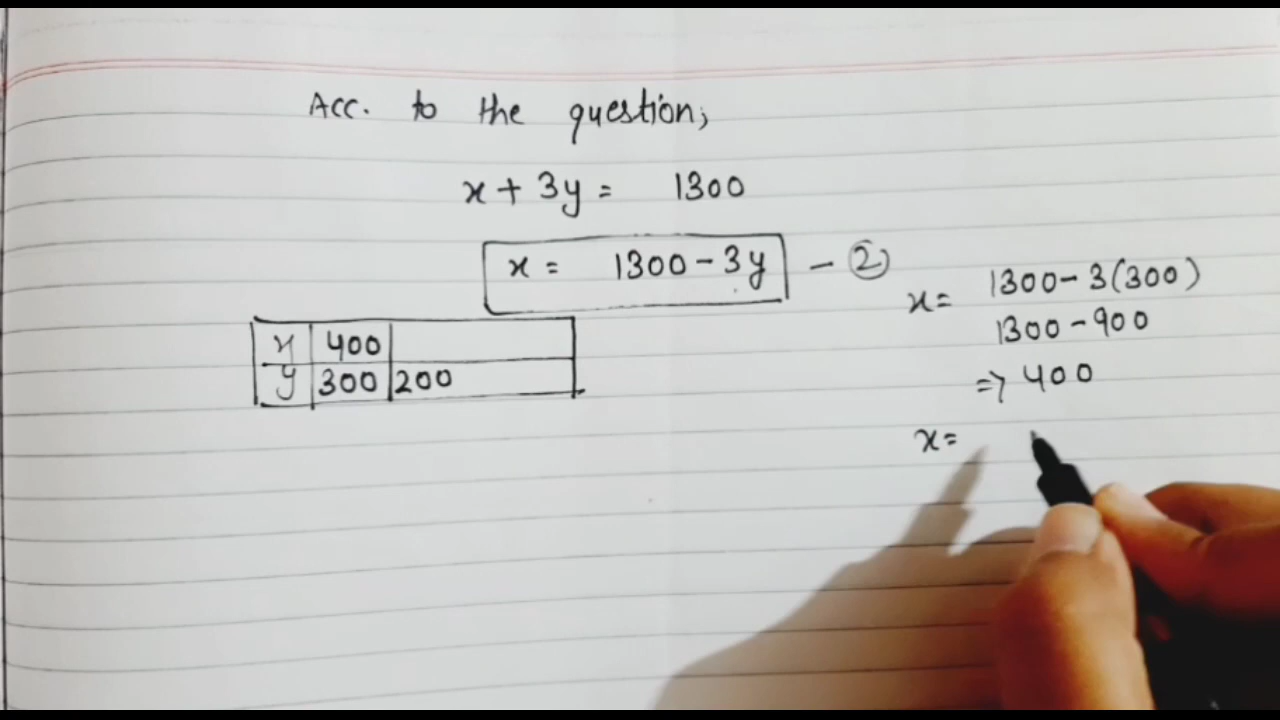 Acc. to the question;
x + 3y = 1300
x = 1300 - 3y - ②
x 400
y 300 200
x = 1300 - 3(300)
1300 - 900
=> 400
x =